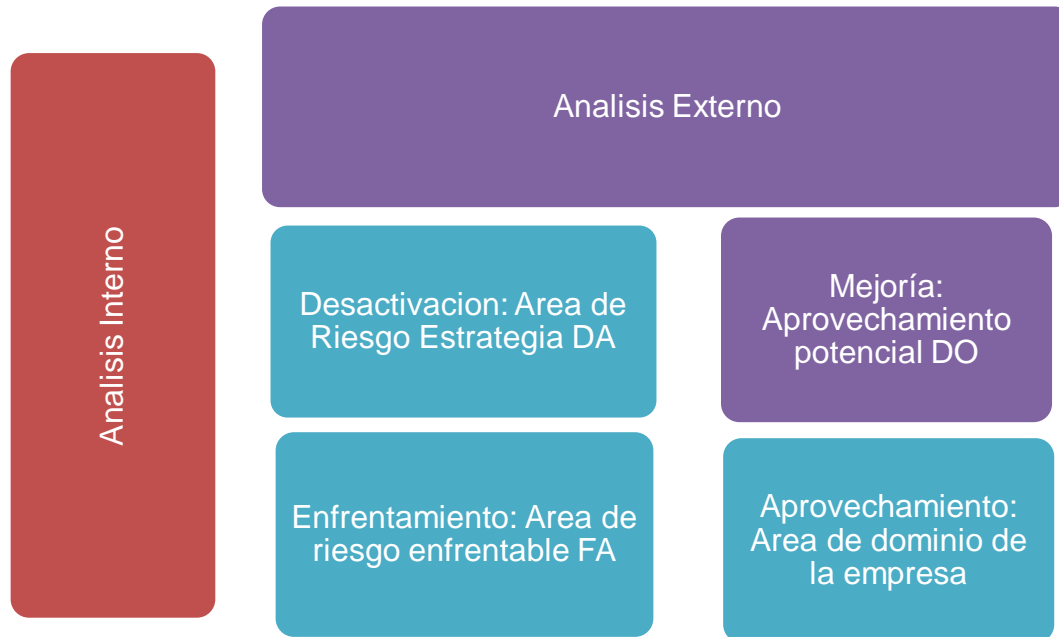 Analisis Externo
Analisis Interno
Desactivacion: Area de
Riesgo Estrategia DA
Mejoría:
Aprovechamiento
potencial DO
Enfrentamiento: Area de
riesgo enfrentable FA
Aprovechamiento:
Area de dominio de
la empresa